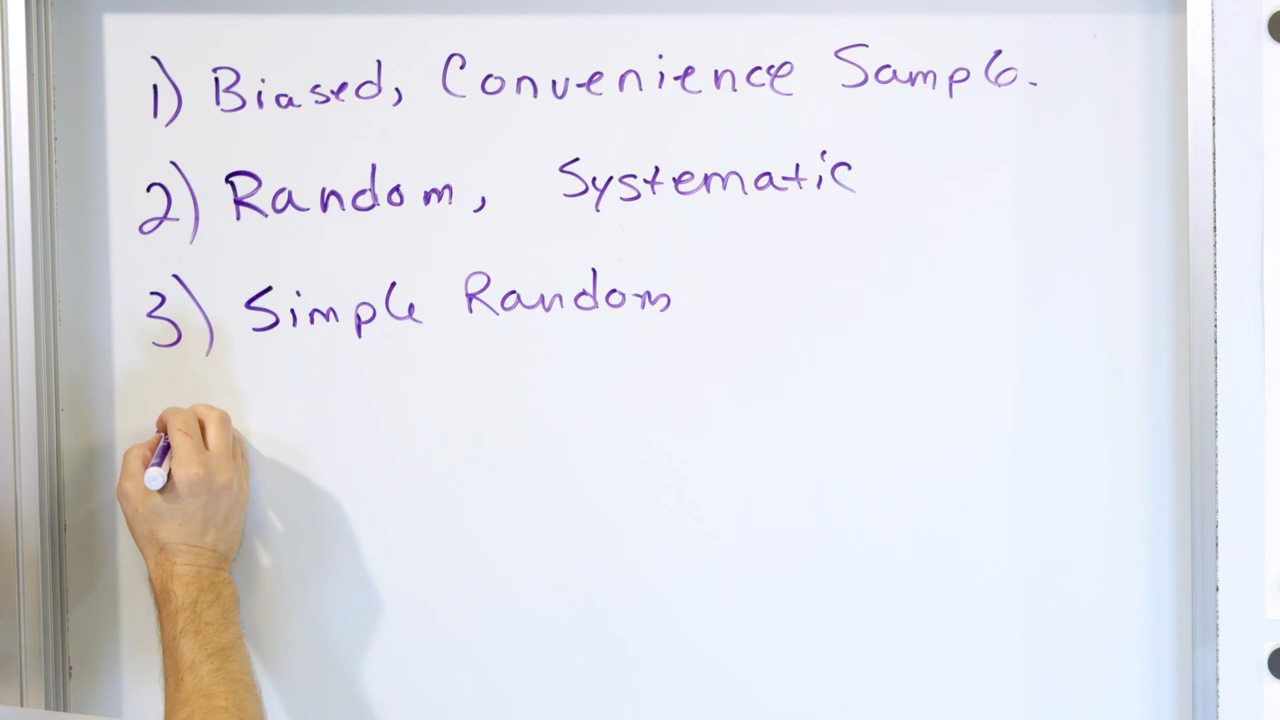 1) Biased, Convenience Sample.
2) Random, Systematic
3) Simple Random